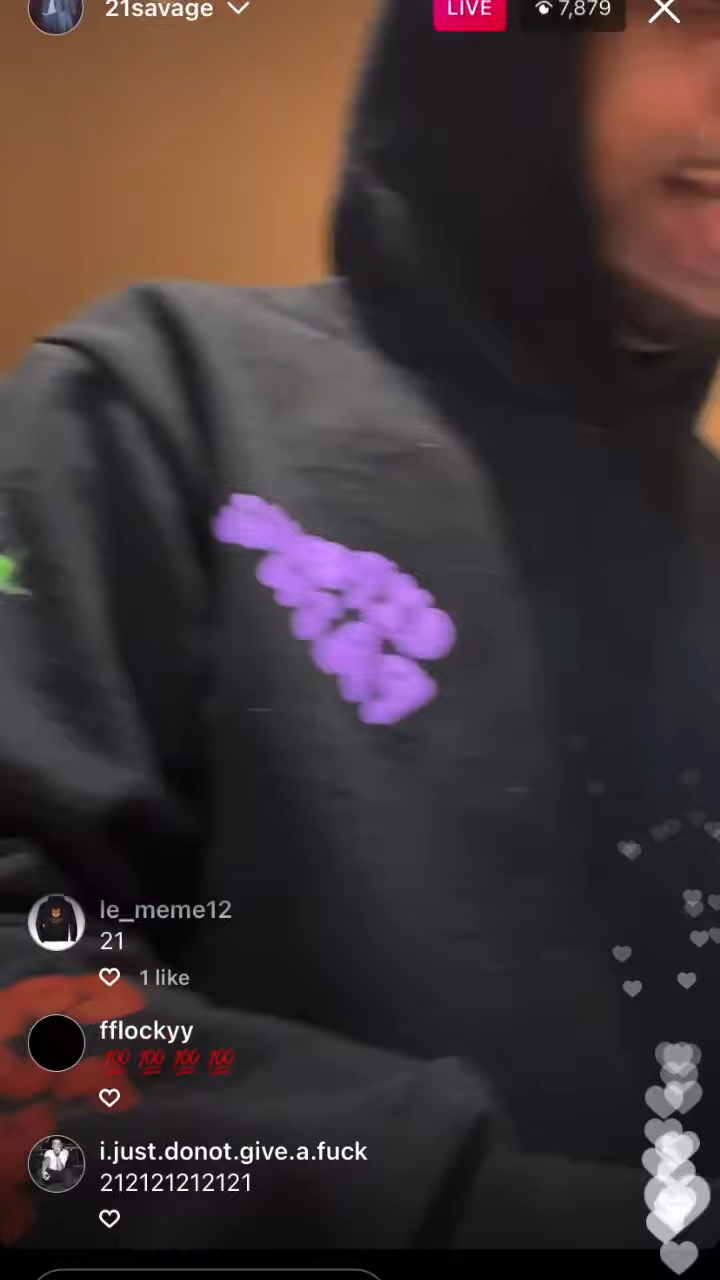 21savage
LIVE
7,879
le_meme12
21
1 like
fflockyy
💯 💯 💯 💯
i.just.donot.give.a.fuck
212121212121